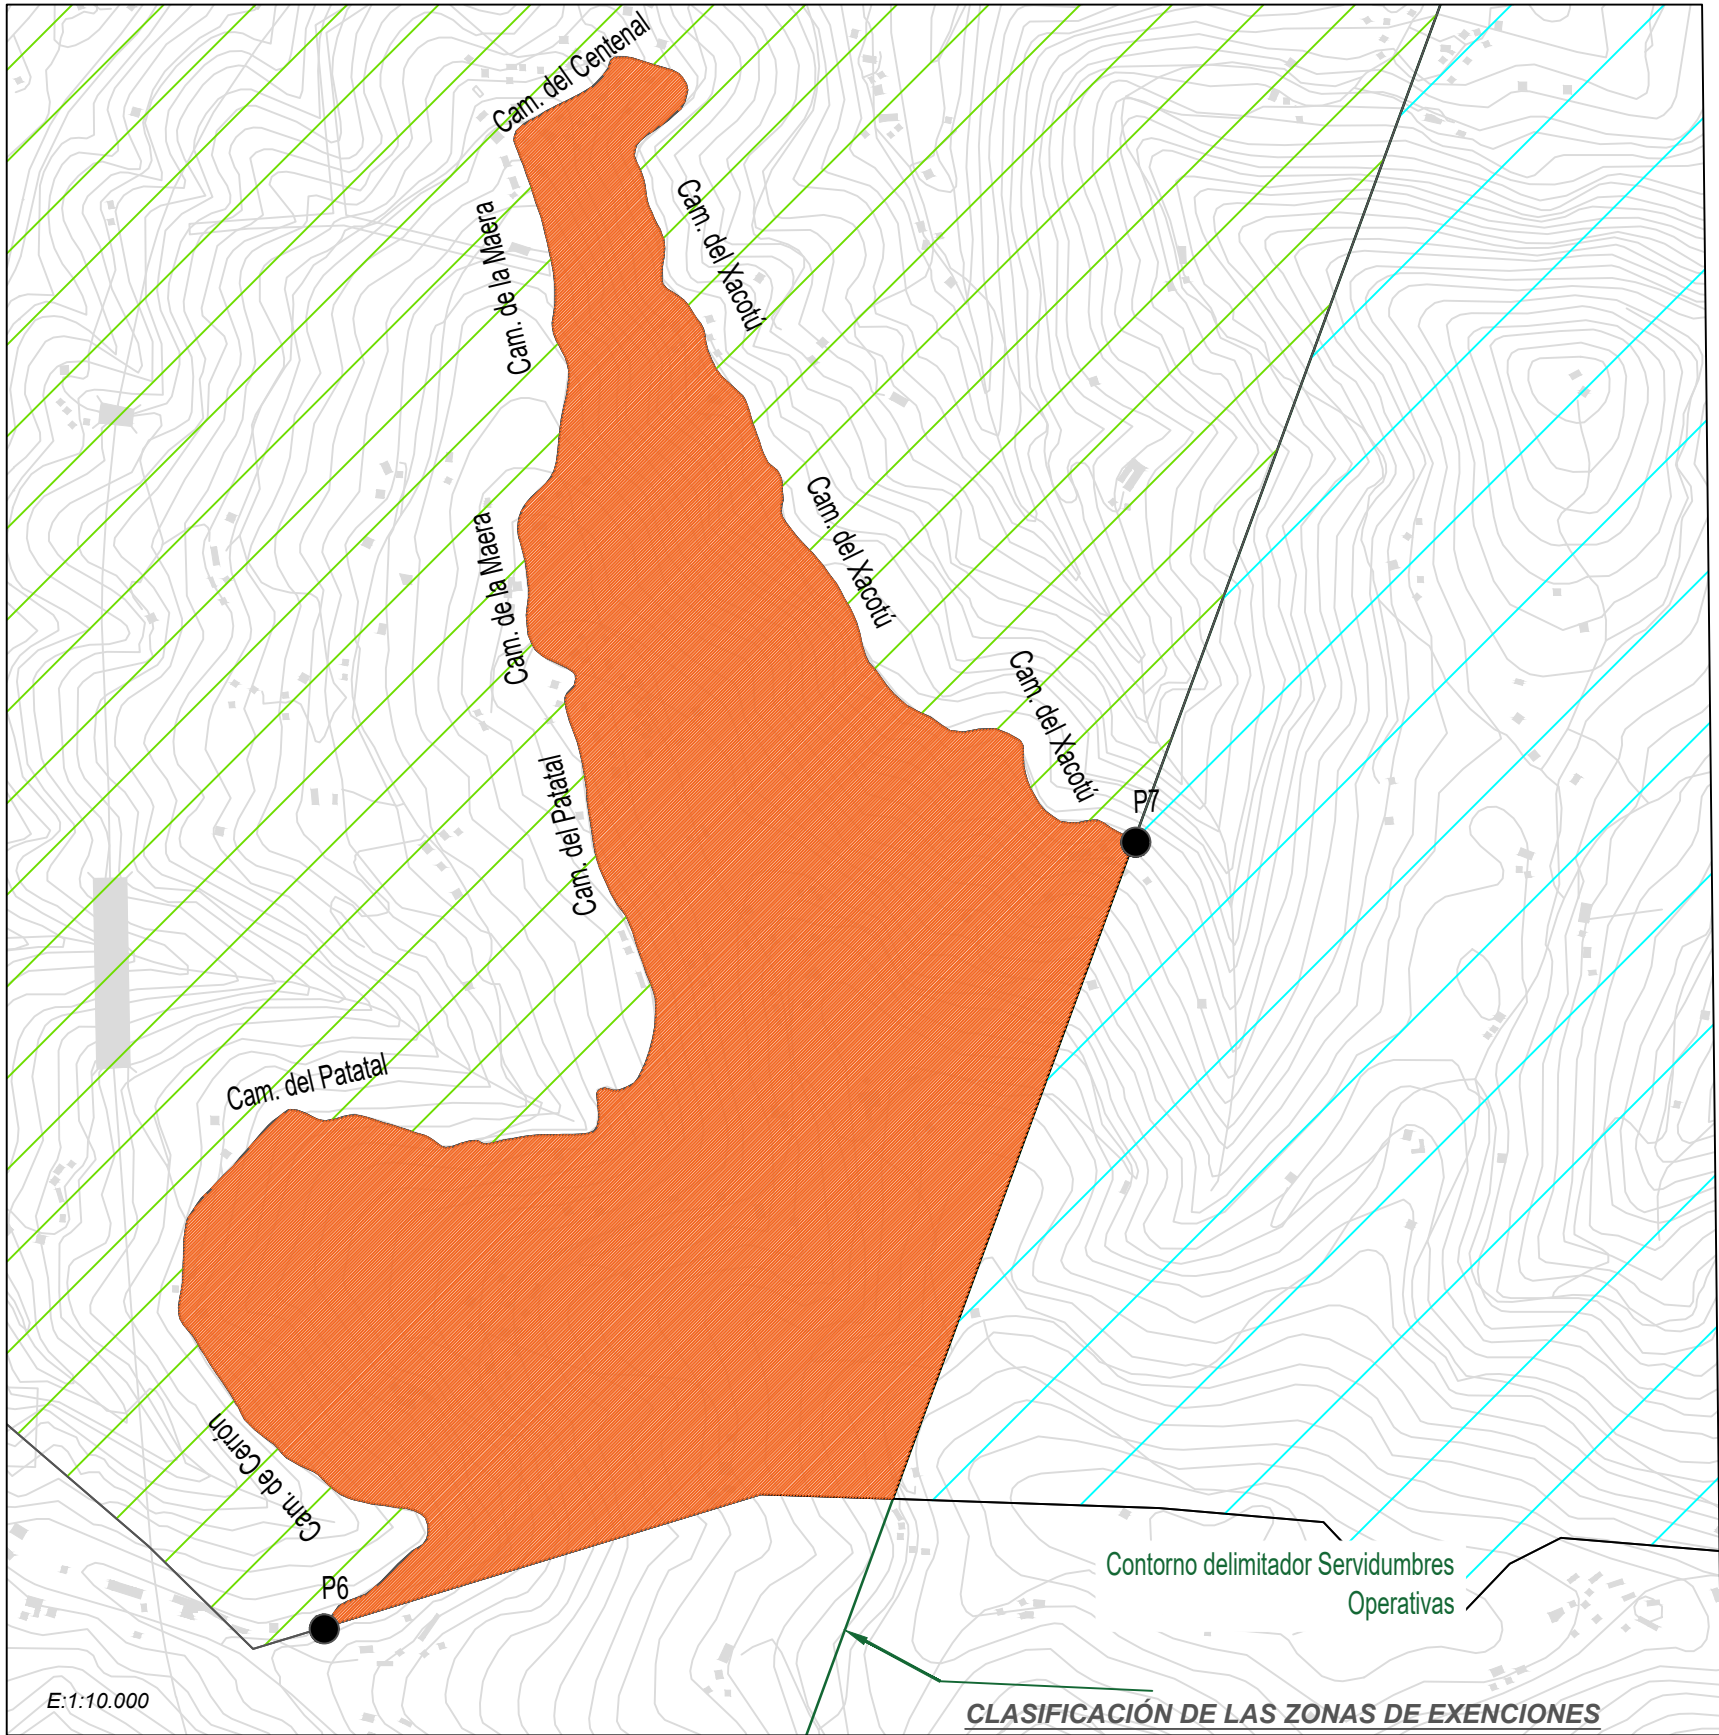 Cam. del Centenal
Cam. de la Maera
Cam. del Xacotú
Cam. de la Maera
Cam. del Xacotú
Cam. del Xacotú
Cam. del Patatal
P7
Cam. del Patatal
Cam. de Cerrón
P6
Contorno delimitador Servidumbres
Operativas
E:1:10.000
CLASIFICACIÓN DE LAS ZONAS DE EXENCIONES